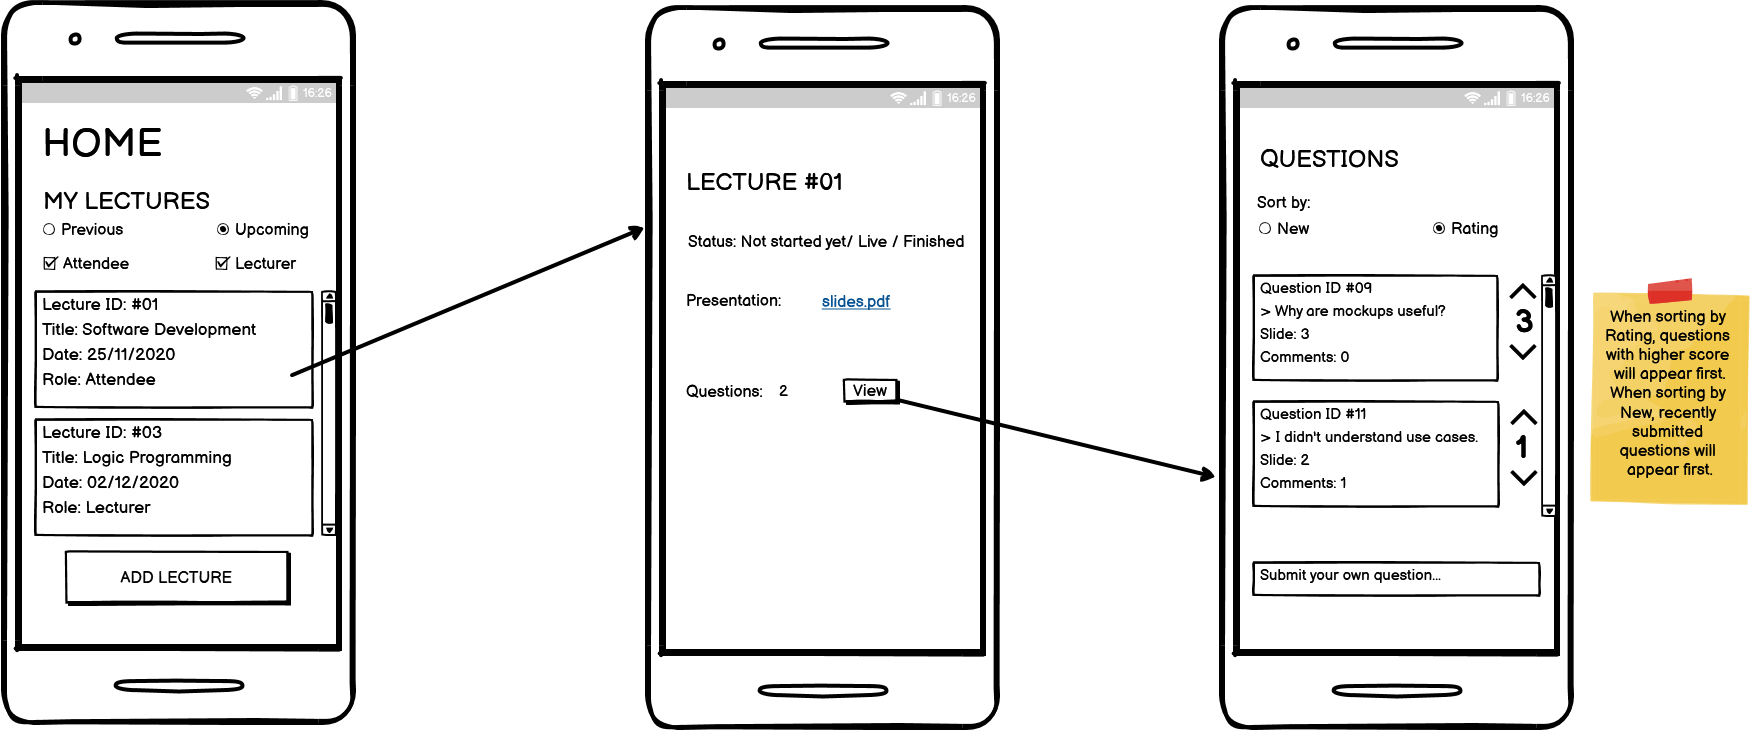 16:26
HOME
MY LECTURES
Previous Upcoming
Attendee Lecturer
Lecture ID: #01
Title: Software Development
Date: 25/11/2020
Role: Attendee
Lecture ID: #03
Title: Logic Programming
Date: 02/12/2020
Role: Lecturer
ADD LECTURE
16:26
LECTURE #01
Status: Not started yet/ Live / Finished
Presentation: slides.pdf
Questions: 2 View
16:26
QUESTIONS
Sort by:
New Rating
Question ID #09
> Why are mockups useful?
Slide: 3
Comments: 0
3
Question ID #11
> I didn't understand use cases.
Slide: 2
Comments: 1
1
Submit your own question...
When sorting by
Rating, questions
with higher score
will appear first.
When sorting by
New, recently
submitted
questions will
appear first.